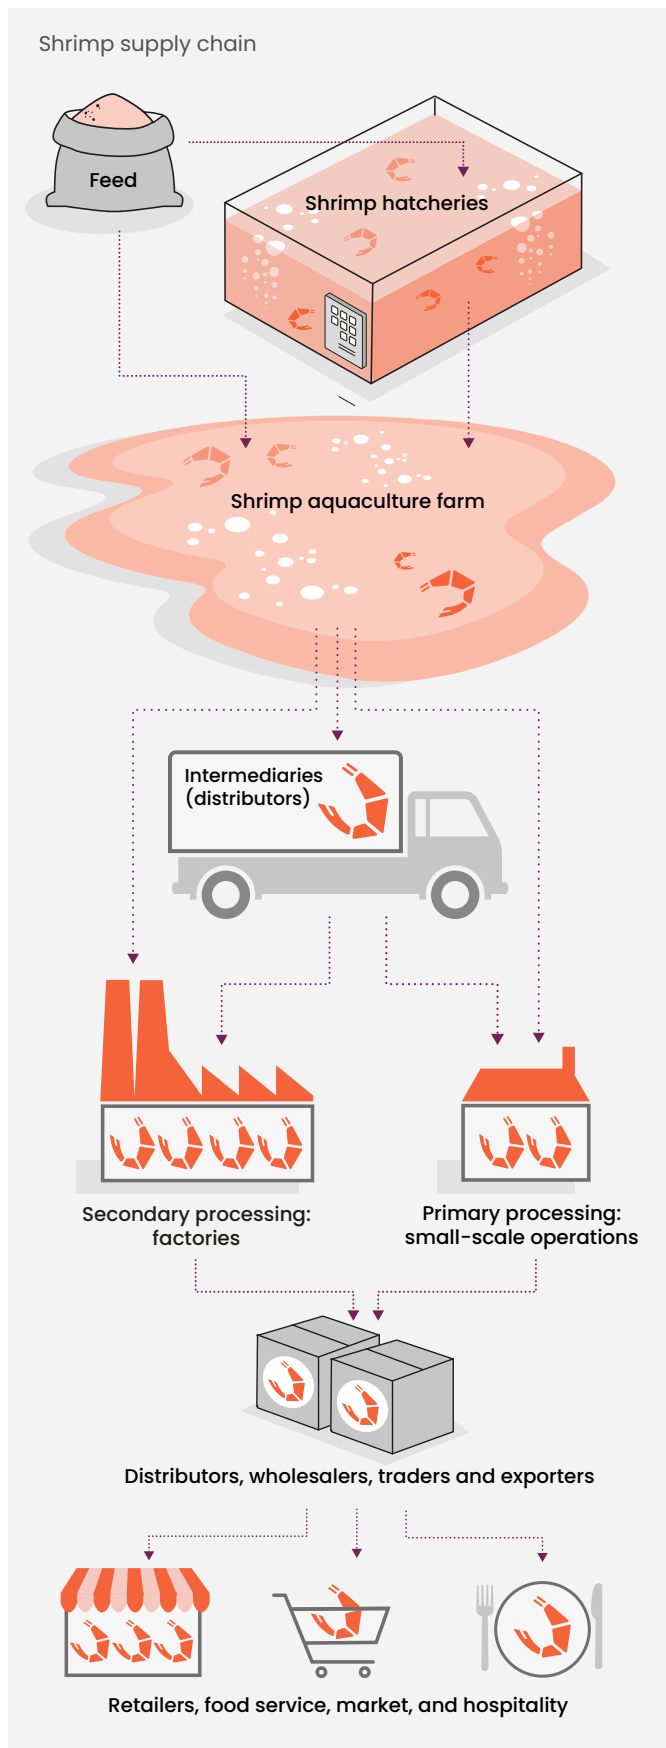 Shrimp supply chain
Feed
Shrimp hatcheries
Shrimp aquaculture farm
Intermediaries
(distributors)
Secondary processing:
factories
Primary processing:
small-scale operations
Distributors, wholesalers, traders and exporters
Retailers, food service, market, and hospitality